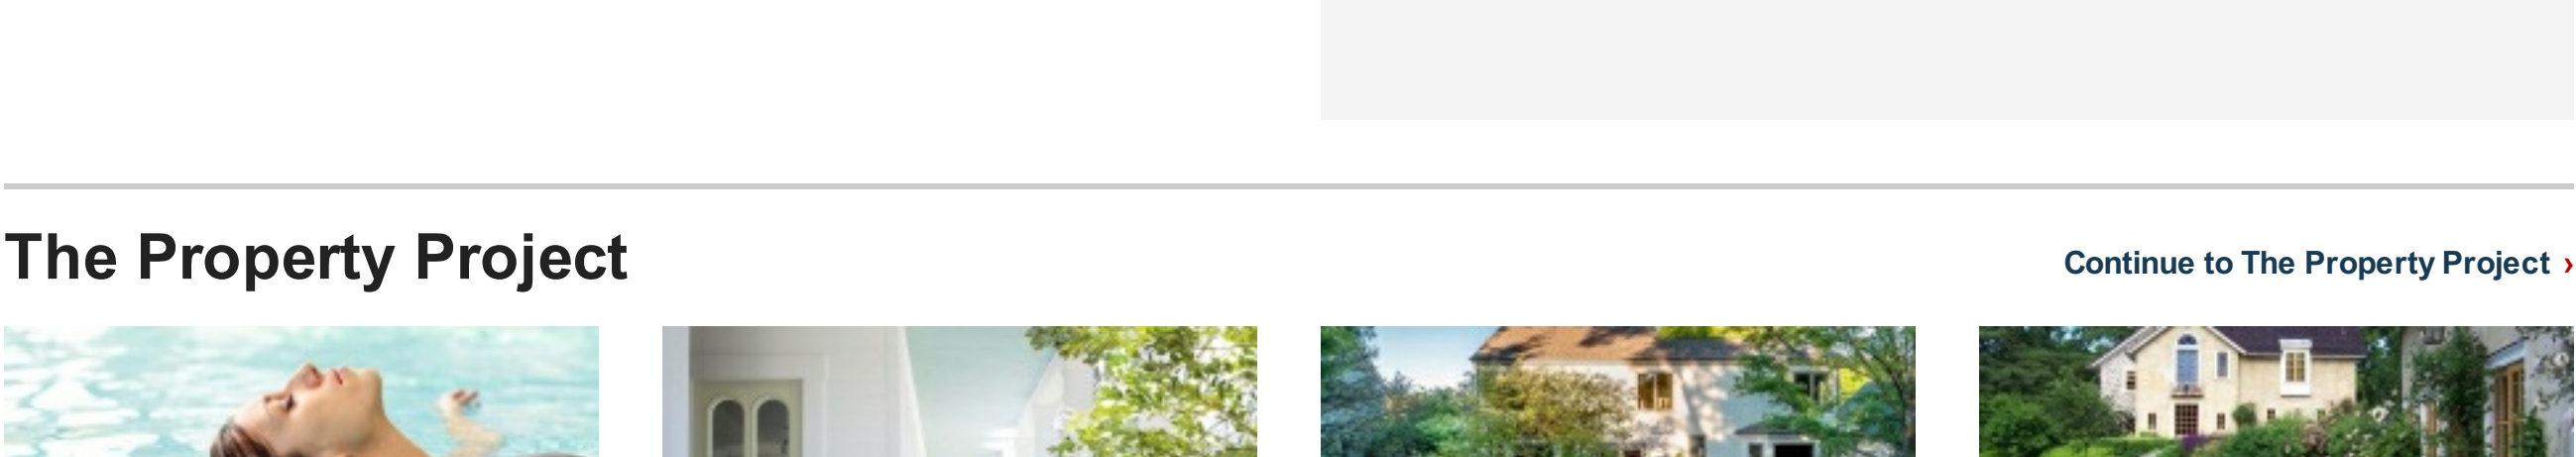 The Property Project
Continue to The Property Project ›